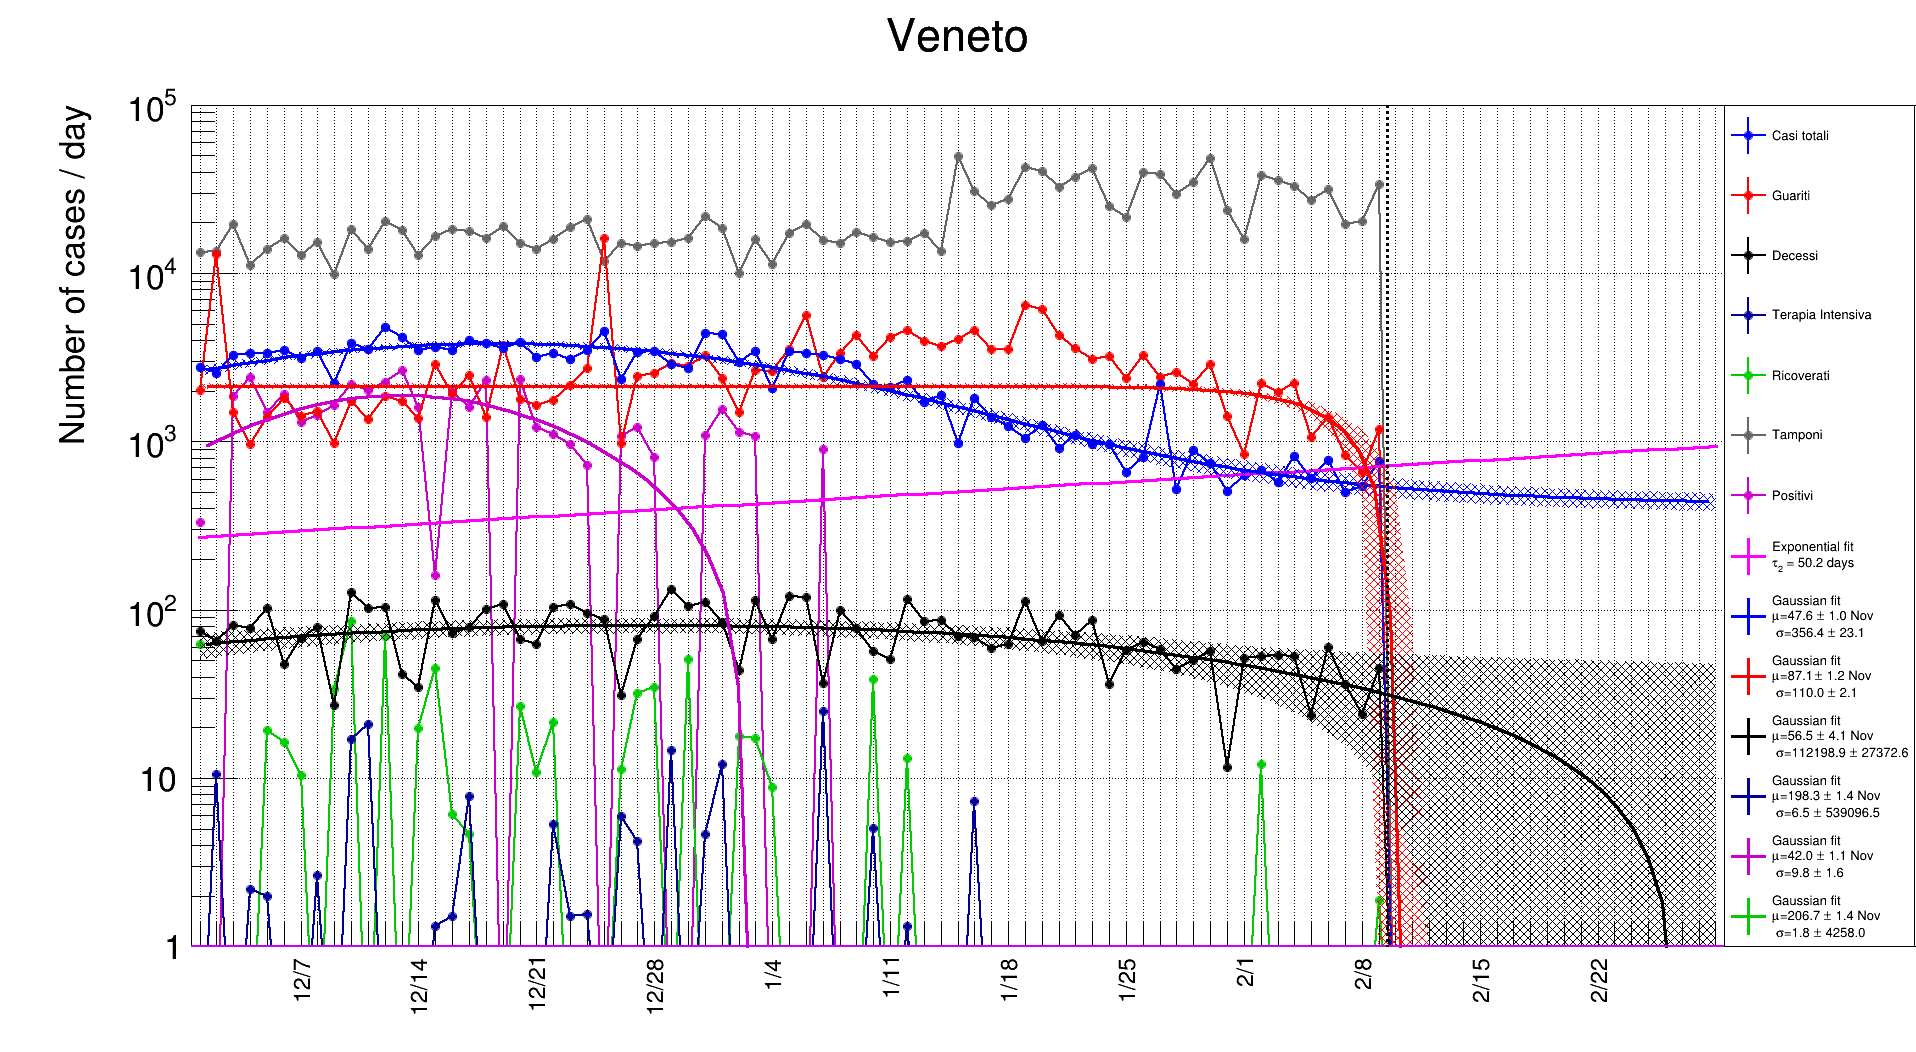 Veneto
Number of cases / day
10^5
10^4
10^3
10^2
10
1
12/7
12/14
12/21
12/28
1/4
1/11
1/18
1/25
2/1
2/8
2/15
2/22
Casi totali
Guariti
Decessi
Terapia Intensiva
Ricoverati
Tamponi
Positivi
Exponential fit
τ2 = 50.2 days
Gaussian fit
μ=47.6 ± 1.0 Nov
σ=356.4 ± 23.1
Gaussian fit
μ=87.1 ± 1.2 Nov
σ=110.0 ± 2.1
Gaussian fit
μ=56.5 ± 4.1 Nov
σ=112198.9 ± 27372.6
Gaussian fit
μ=198.3 ± 1.4 Nov
σ=6.5 ± 539096.5
Gaussian fit
μ=42.0 ± 1.1 Nov
σ=9.8 ± 1.6
Gaussian fit
μ=206.7 ± 1.4 Nov
σ=1.8 ± 4258.0